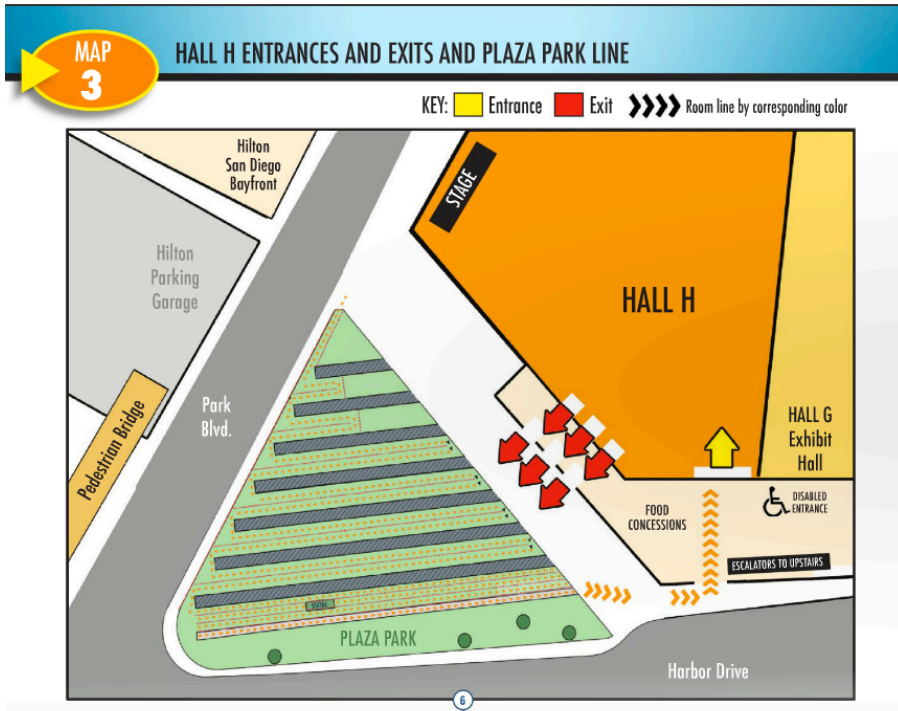 MAP
3
HALL H ENTRANCES AND EXITS AND PLAZA PARK LINE
KEY: Entrance Exit Room line by corresponding color
Hilton
San Diego
Bayfront
STAGE
Hilton
Parking
Garage
HALL H
Park
Blvd.
Pedestrian Bridge
HALL G
Exhibit
Hall
FOOD
CONCESSIONS
DISABLED
ENTRANCE
ESCALATORS TO UPSTAIRS
STATUE
PLAZA PARK
Harbor Drive
6